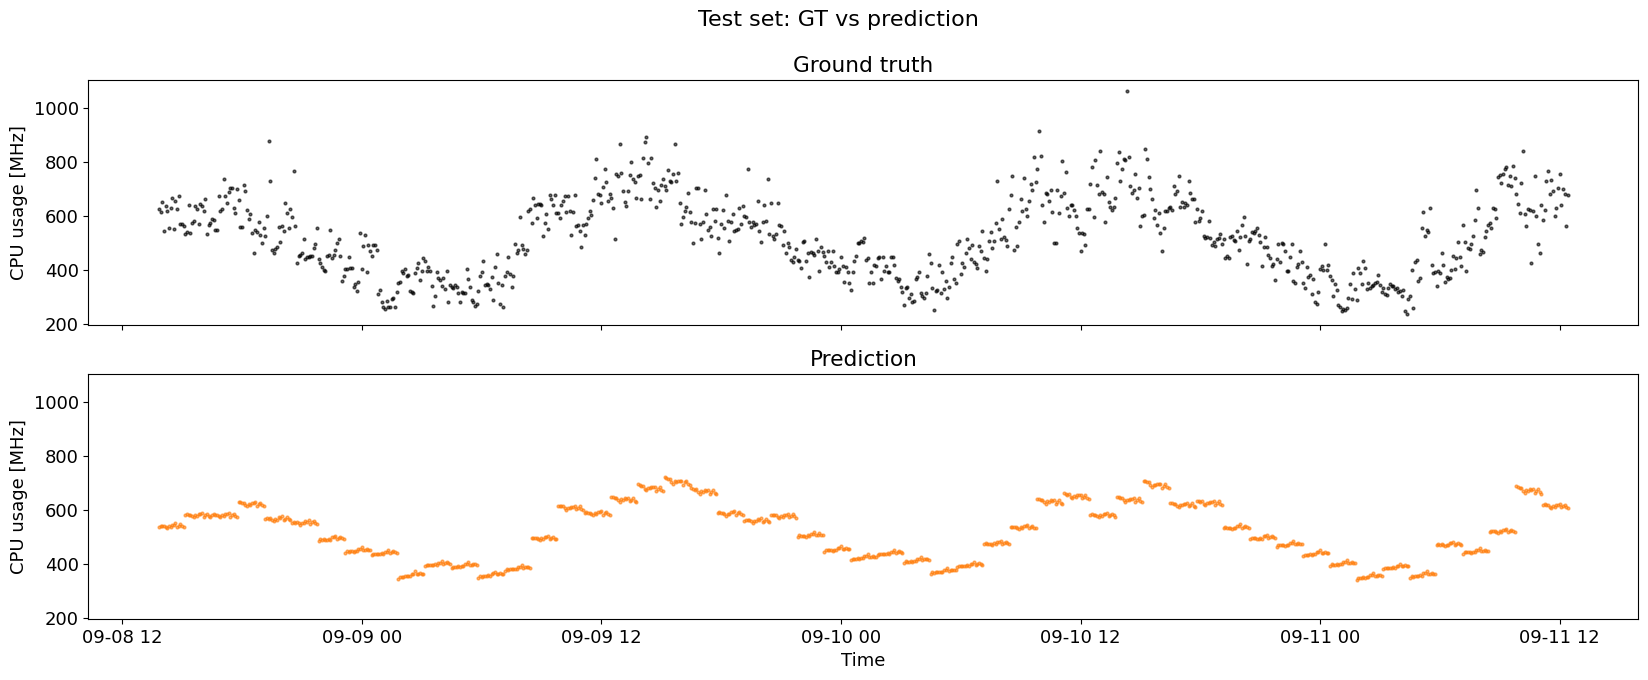 Test set: GT vs prediction
Ground truth
1000
800
600
400
200
CPU usage [MHz]
Prediction
1000
800
600
400
200
CPU usage [MHz]
09-08 12 09-09 00 09-09 12 09-10 00 09-10 12 09-11 00 09-11 12
Time